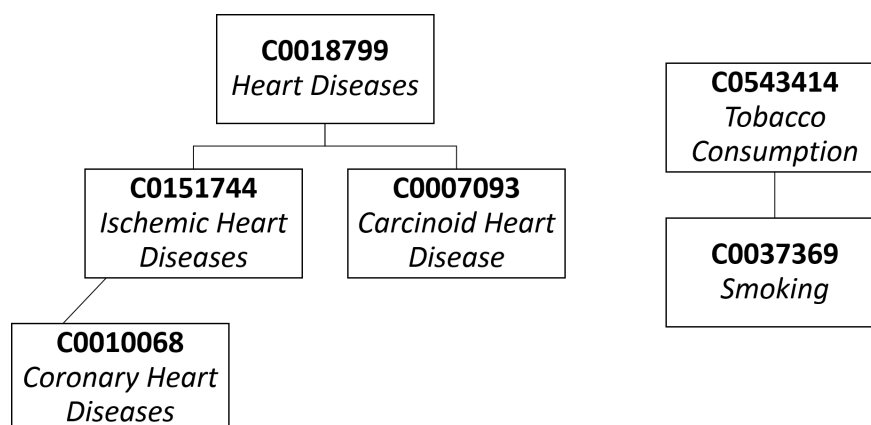 C0018799
Heart Diseases
C0543414
Tobacco
Consumption
C0151744
Ischemic Heart
Diseases
C0007093
Carcinoid Heart
Disease
C0037369
Smoking
C0010068
Coronary Heart
Diseases